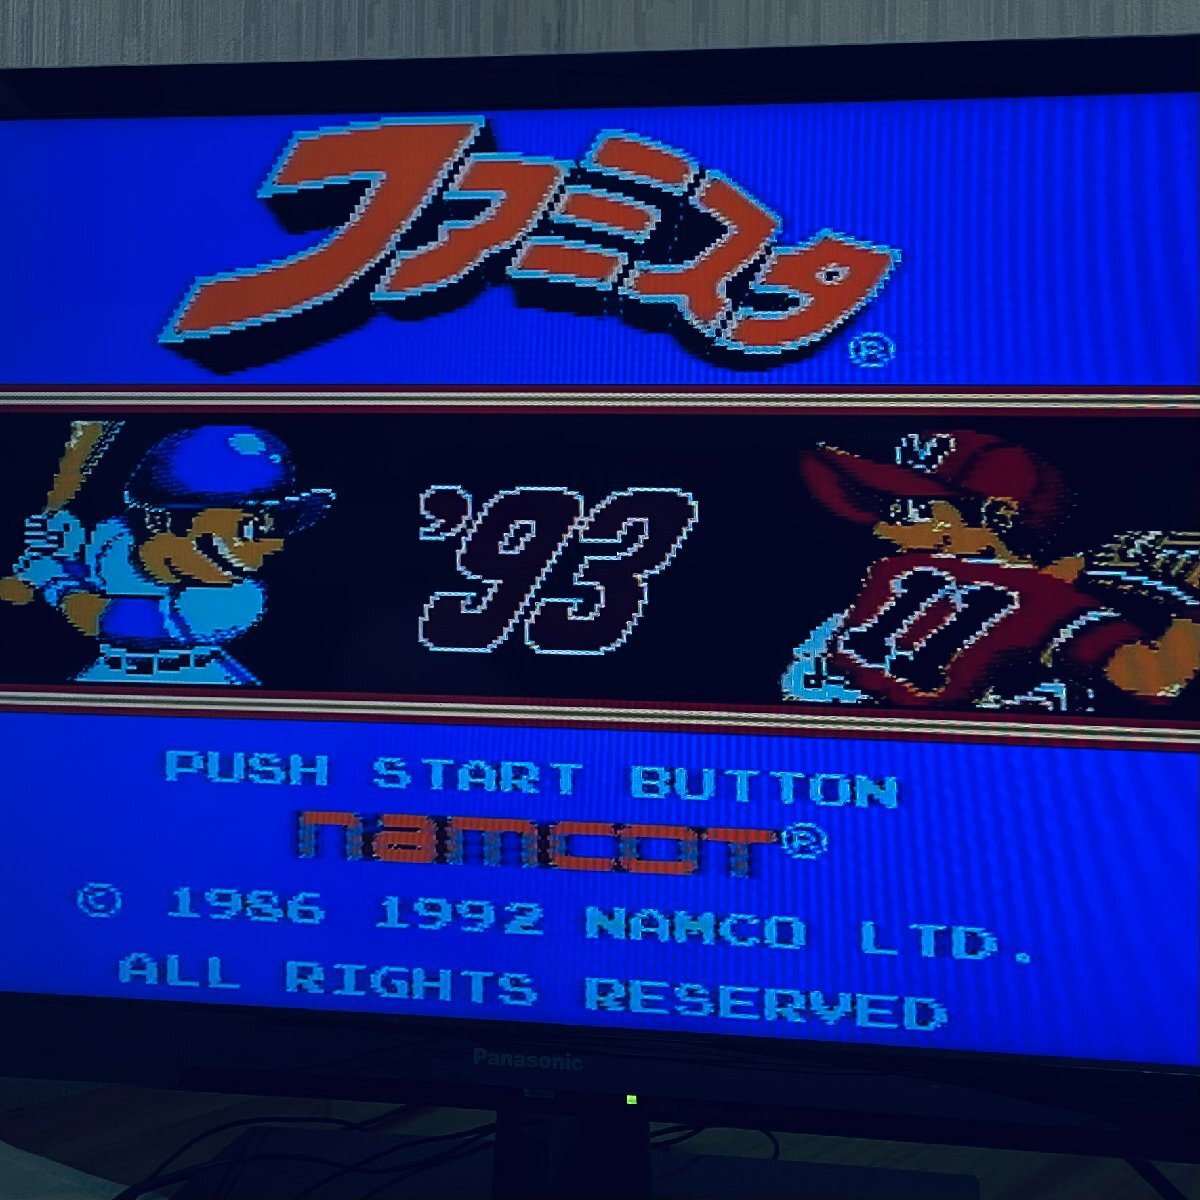 ファミスタ®
'93
PUSH START BUTTON
namcot®
© 1986 1992 NAMCO LTD.
ALL RIGHTS RESERVED
Panasonic